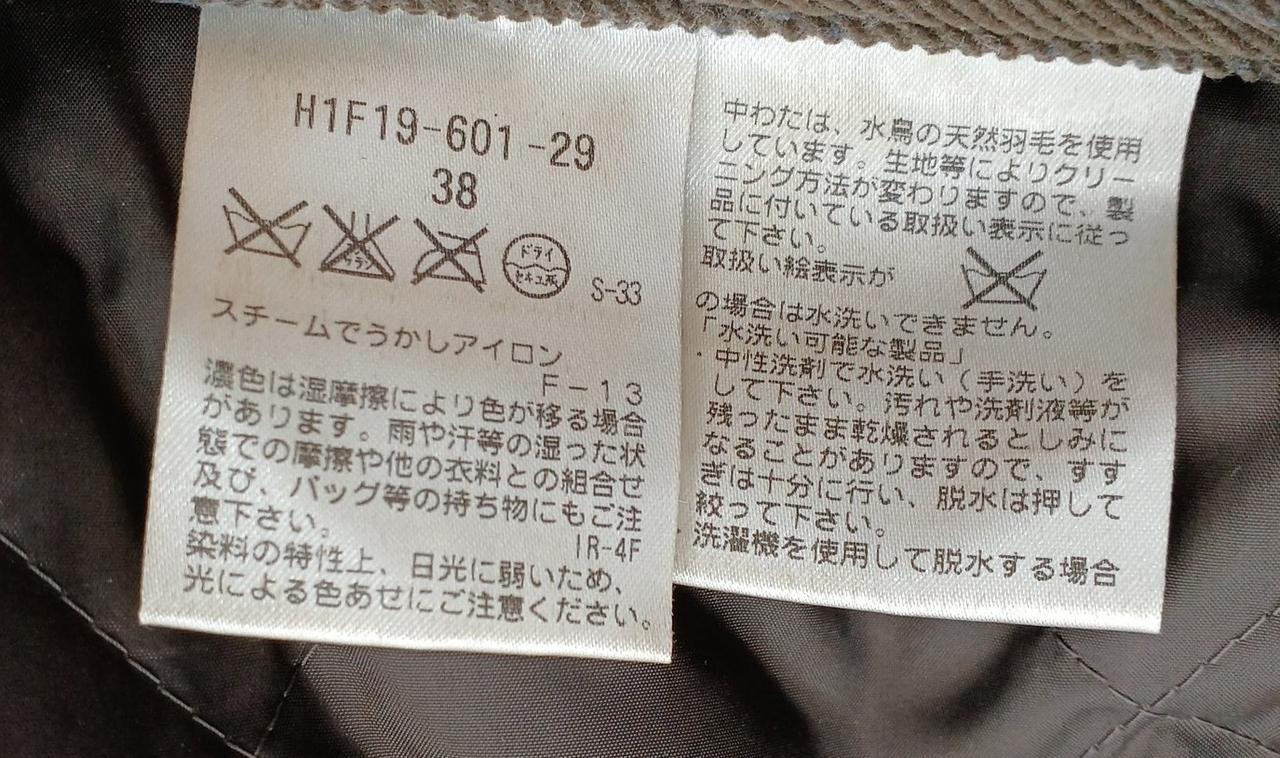 H1F19-601-29
38
ドライ
セキユ系
S-33
スチームでうかしアイロン
F-13
濃色は湿摩擦により色が移る場合
があります。雨や汗等の湿った状
態での摩擦や他の衣料との組合せ
及び、バッグ等の持ち物にもご注
意下さい。
IR-4F
染料の特性上、日光に弱いため、
光による色あせにご注意ください。
中わたは、水鳥の天然羽毛を使用
しています。生地等によりクリー
ニング方法が変わりますので、製
品に付いている取扱い表示に従っ
て下さい。
取扱い絵表示が
の場合は水洗いできません。
「水洗い可能な製品」
・中性洗剤で水洗い(手洗い)を
して下さい。汚れや洗剤液等が
残ったまま乾燥されるとしみに
なることがありますので、すす
ぎは十分に行い、脱水は押して
絞って下さい。
洗濯機を使用して脱水する場合